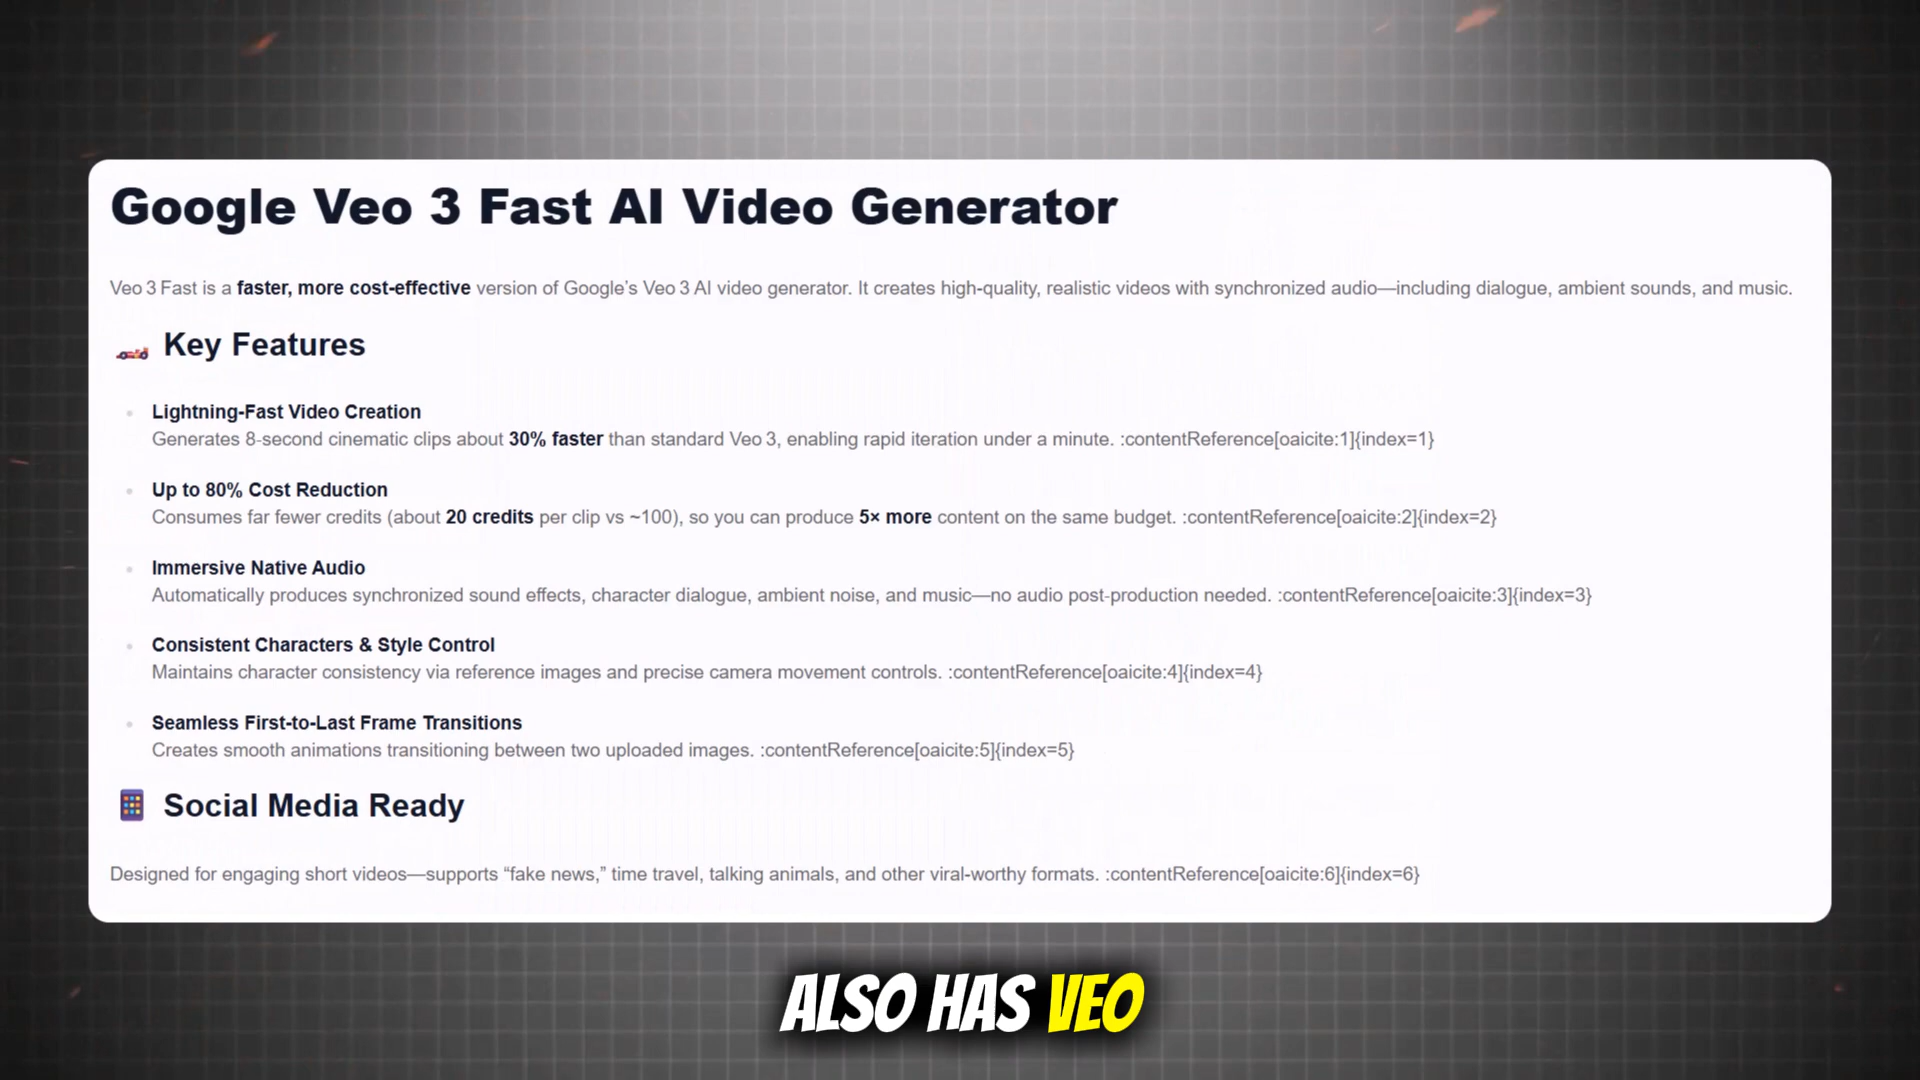 Google Veo 3 Fast AI Video Generator
Veo 3 Fast is a faster, more cost-effective version of Google’s Veo 3 AI video generator. It creates high-quality, realistic videos with synchronized audio—including dialogue, ambient sounds, and music.
Key Features
Lightning-Fast Video Creation
Generates 8-second cinematic clips about 30% faster than standard Veo 3, enabling rapid iteration under a minute. :contentReference[oaicite:1]{index=1}
Up to 80% Cost Reduction
Consumes far fewer credits (about 20 credits per clip vs ~100), so you can produce 5× more content on the same budget. :contentReference[oaicite:2]{index=2}
Immersive Native Audio
Automatically produces synchronized sound effects, character dialogue, ambient noise, and music—no audio post-production needed. :contentReference[oaicite:3]{index=3}
Consistent Characters & Style Control
Maintains character consistency via reference images and precise camera movement controls. :contentReference[oaicite:4]{index=4}
Seamless First-to-Last Frame Transitions
Creates smooth animations transitioning between two uploaded images. :contentReference[oaicite:5]{index=5}
Social Media Ready
Designed for engaging short videos—supports “fake news,” time travel, talking animals, and other viral-worthy formats. :contentReference[oaicite:6]{index=6}
ALSO HAS VEO